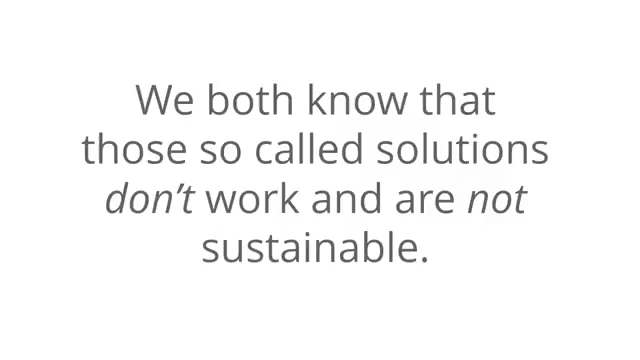 We both know that
those so called solutions
don’t work and are not
sustainable.